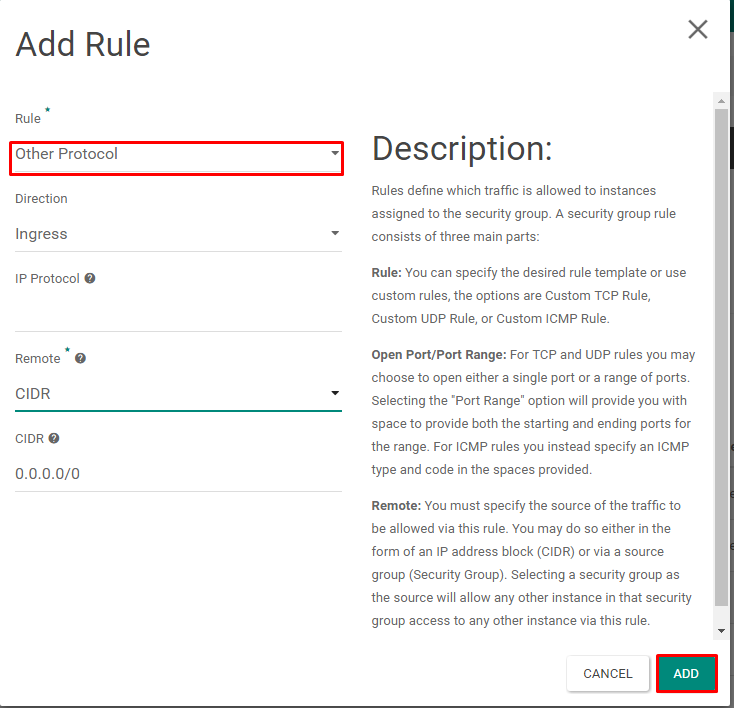 Add Rule
Rule *
Other Protocol
Direction
Ingress
IP Protocol
Remote *
CIDR
CIDR
0.0.0.0/0
Description:
Rules define which traffic is allowed to instances
assigned to the security group. A security group rule
consists of three main parts:
Rule: You can specify the desired rule template or use
custom rules, the options are Custom TCP Rule,
Custom UDP Rule, or Custom ICMP Rule.
Open Port/Port Range: For TCP and UDP rules you may
choose to open either a single port or a range of ports.
Selecting the "Port Range" option will provide you with
space to provide both the starting and ending ports for
the range. For ICMP rules you instead specify an ICMP
type and code in the spaces provided.
Remote: You must specify the source of the traffic to
be allowed via this rule. You may do so either in the
form of an IP address block (CIDR) or via a source
group (Security Group). Selecting a security group as
the source will allow any other instance in that security
group access to any other instance via this rule.
CANCEL
ADD